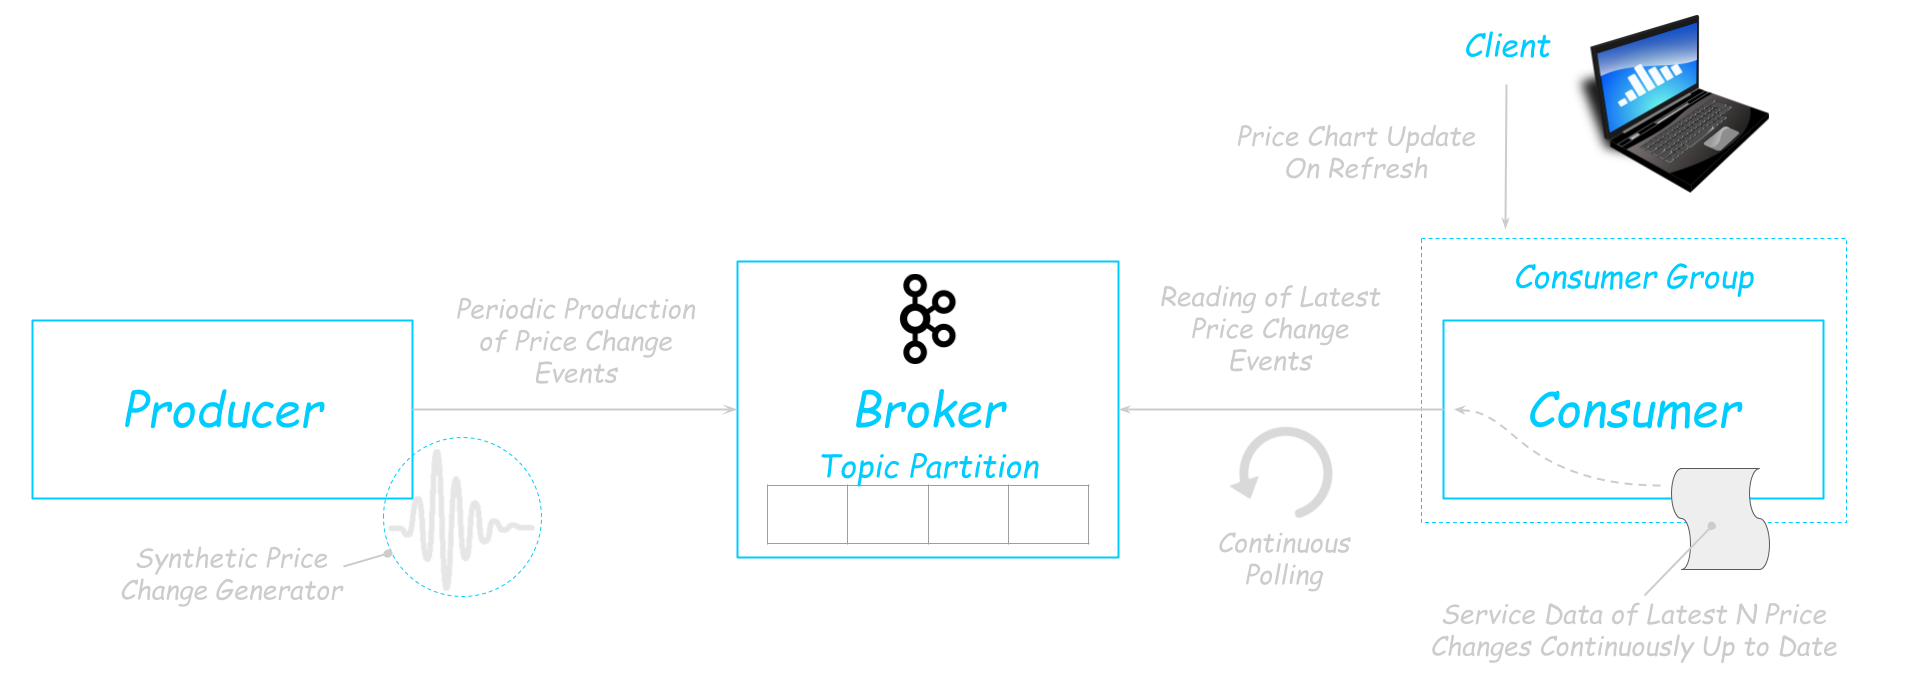 Client
Price Chart Update
On Refresh
Consumer Group
Periodic Production
of Price Change
Events
Reading of Latest
Price Change
Events
Producer
Broker
Consumer
Topic Partition
Synthetic Price
Change Generator
Continuous
Polling
Service Data of Latest N Price
Changes Continuously Up to Date